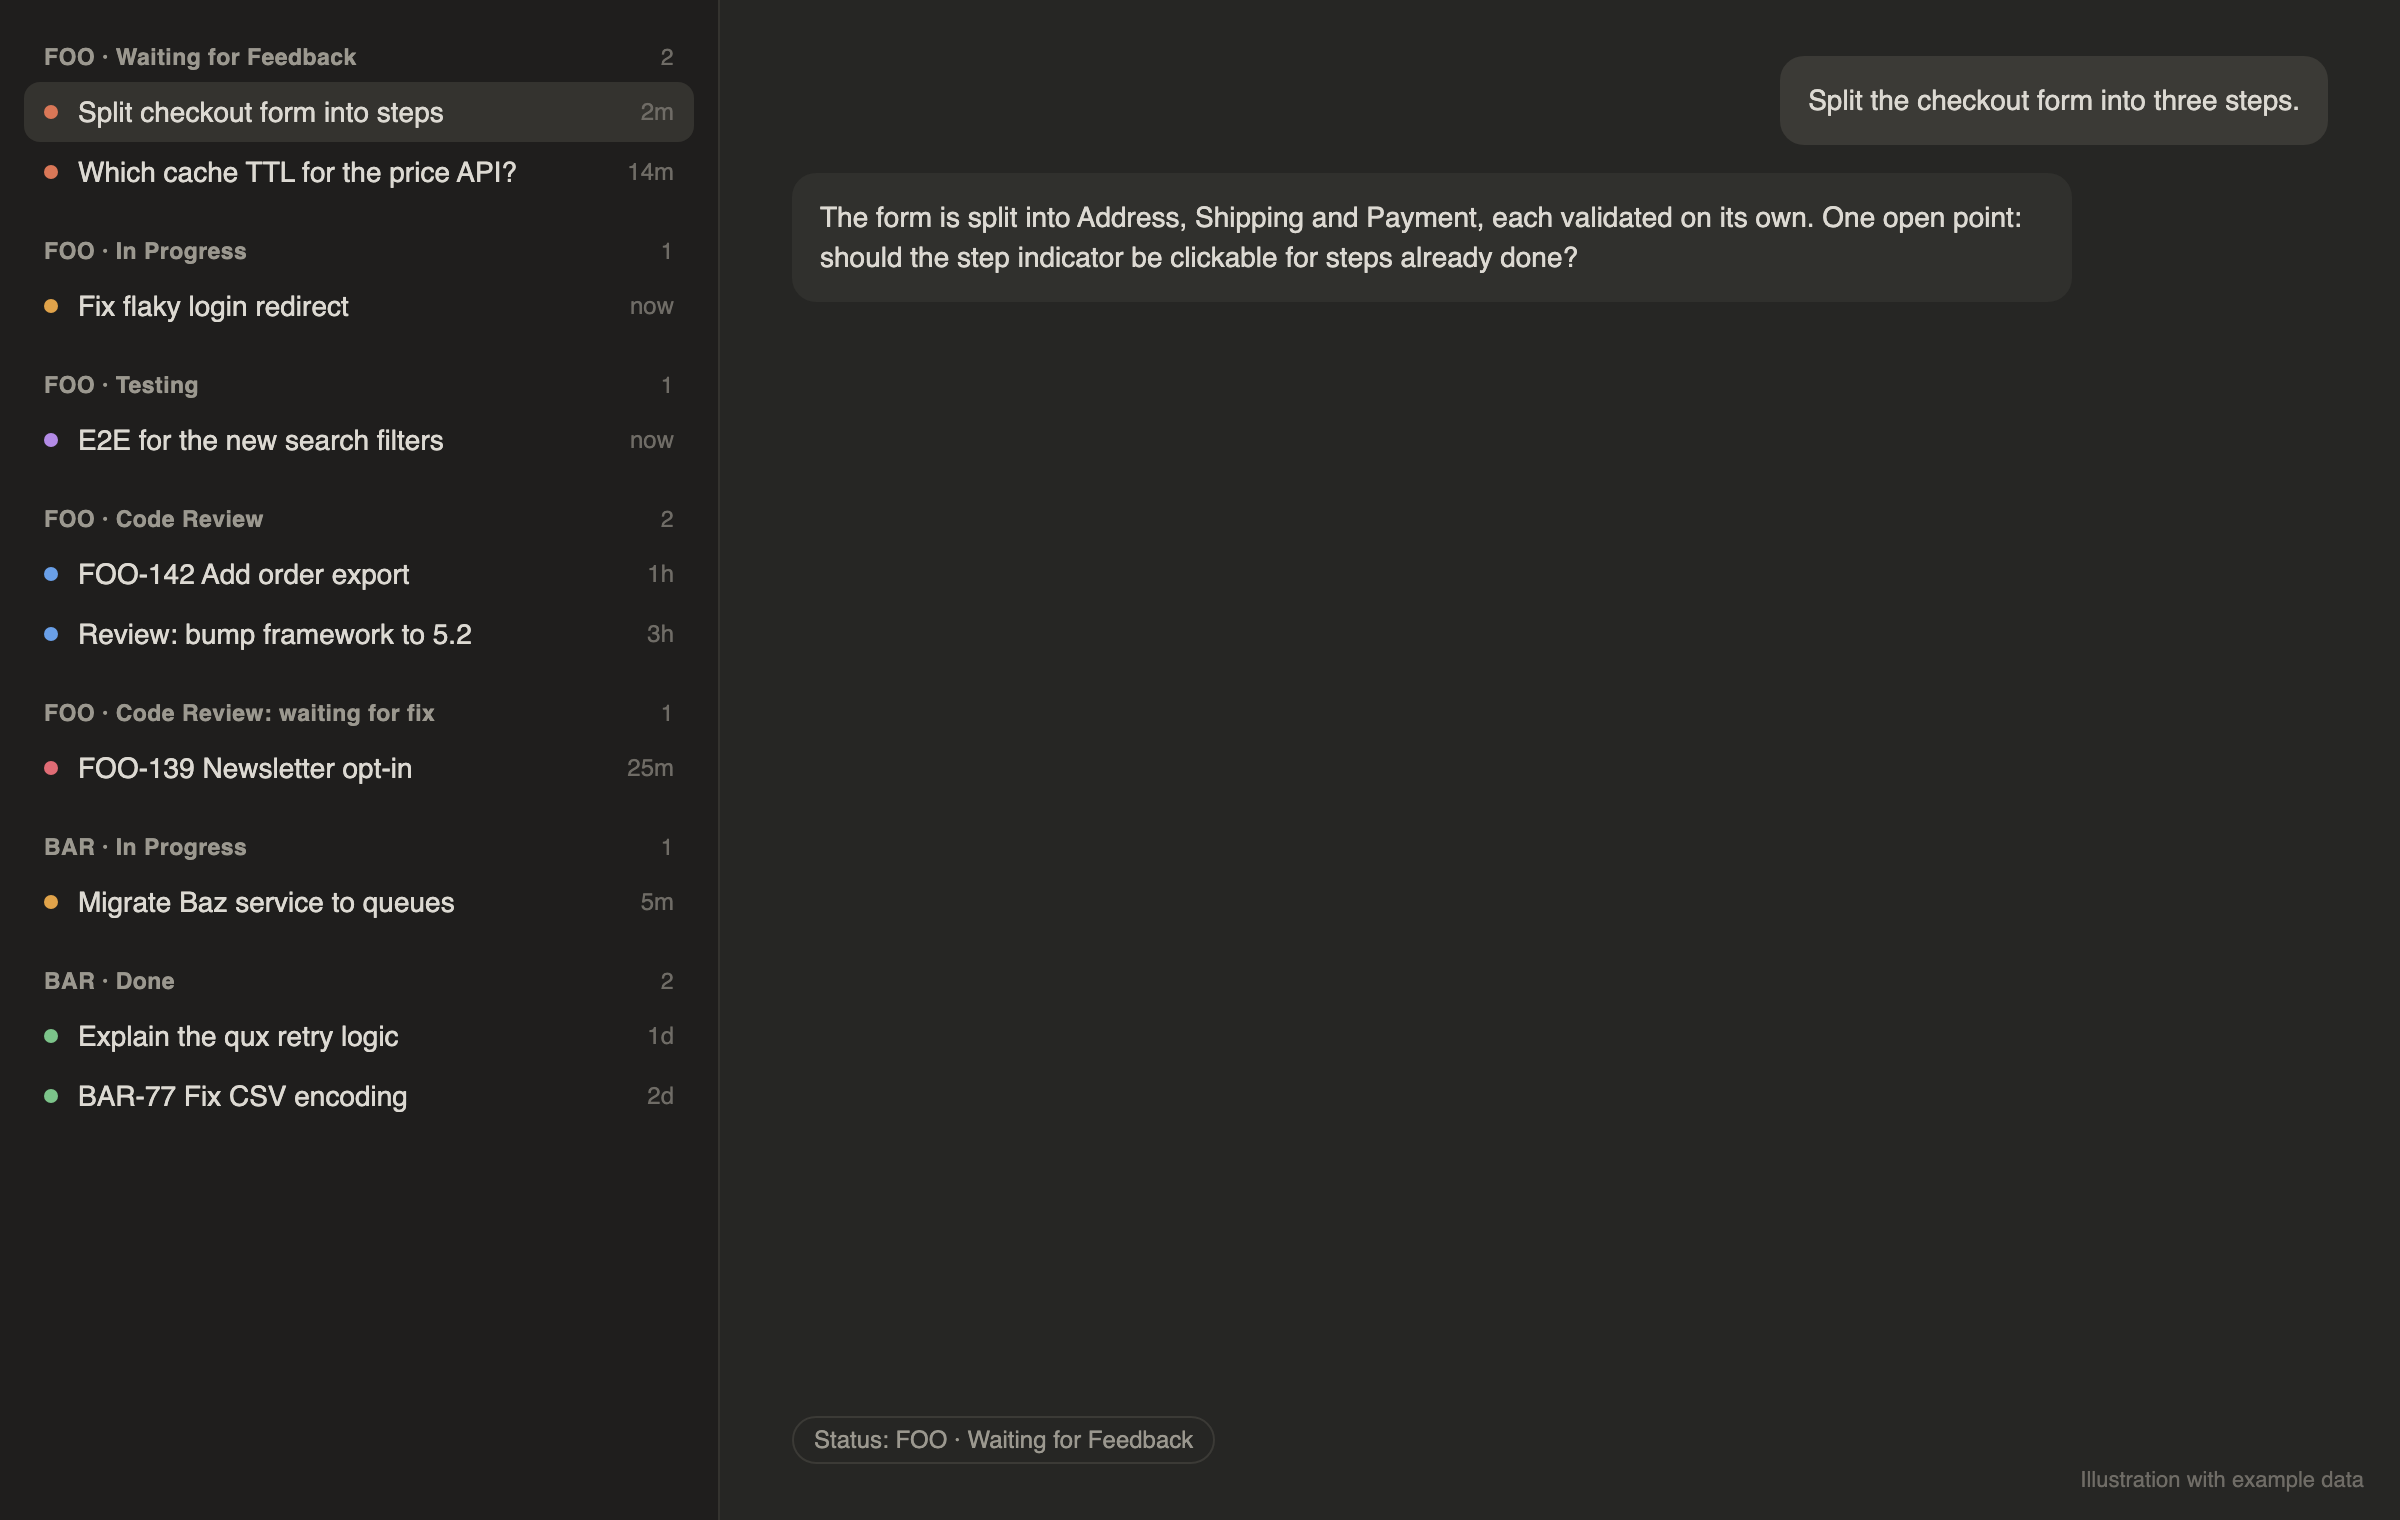 FOO · Waiting for Feedback 2
Split checkout form into steps 2m
Which cache TTL for the price API? 14m
FOO · In Progress 1
Fix flaky login redirect now
FOO · Testing 1
E2E for the new search filters now
FOO · Code Review 2
FOO-142 Add order export 1h
Review: bump framework to 5.2 3h
FOO · Code Review: waiting for fix 1
FOO-139 Newsletter opt-in 25m
BAR · In Progress 1
Migrate Baz service to queues 5m
BAR · Done 2
Explain the qux retry logic 1d
BAR-77 Fix CSV encoding 2d
Split the checkout form into three steps.
The form is split into Address, Shipping and Payment, each validated on its own. One open point:
should the step indicator be clickable for steps already done?
Status: FOO · Waiting for Feedback
Illustration with example data